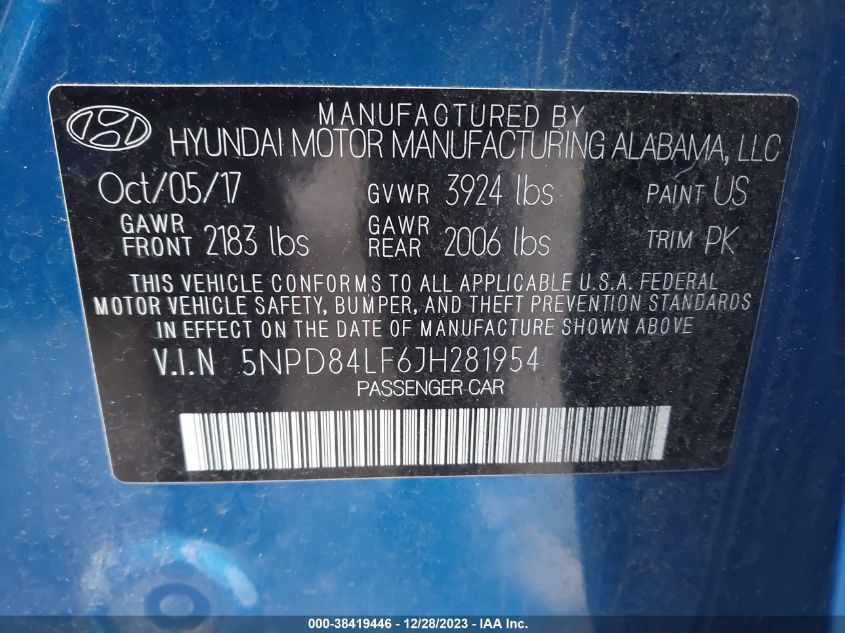 MANUFACTURED BY
HYUNDAI MOTOR MANUFACTURING ALABAMA, LLC
Oct/05/17 GVWR 3924 lbs PAINT US
GAWR FRONT 2183 lbs GAWR REAR 2006 lbs TRIM PK
THIS VEHICLE CONFORMS TO ALL APPLICABLE U.S.A. FEDERAL
MOTOR VEHICLE SAFETY, BUMPER, AND THEFT PREVENTION STANDARDS
IN EFFECT ON THE DATE OF MANUFACTURE SHOWN ABOVE
V.I.N 5NPD84LF6JH281954
PASSENGER CAR
000-38419446 - 12/28/2023 - IAA Inc.